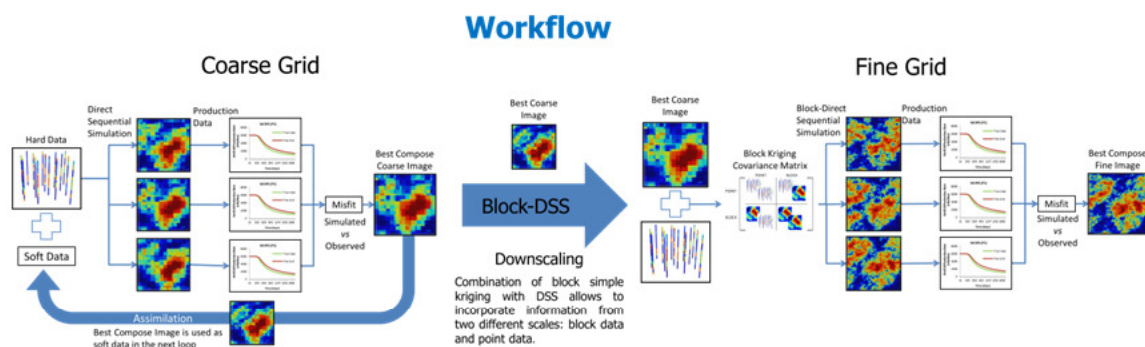 Workflow
Coarse Grid
Fine Grid
Direct
Sequential
Simulation
Production
Data
Hard Data
Soft Data
Misfit
Simulated
vs
Observed
Best Compose
Coarse Image
Assimilation
Best Compose Image is used as
soft data in the next loop
Best Coarse
Image
Block-DSS
Downscaling
Combination of block simple
kriging with DSS allows to
incorporate information from
two different scales: block data
and point data.
Best Coarse
Image
Block Kriging
Covariance Matrix
POINT
BLOCK
POINT
BLOCK
Block-Direct
Sequential
Simulation
Production
Data
Misfit
Simulated
vs
Observed
Best Compose
Fine Image